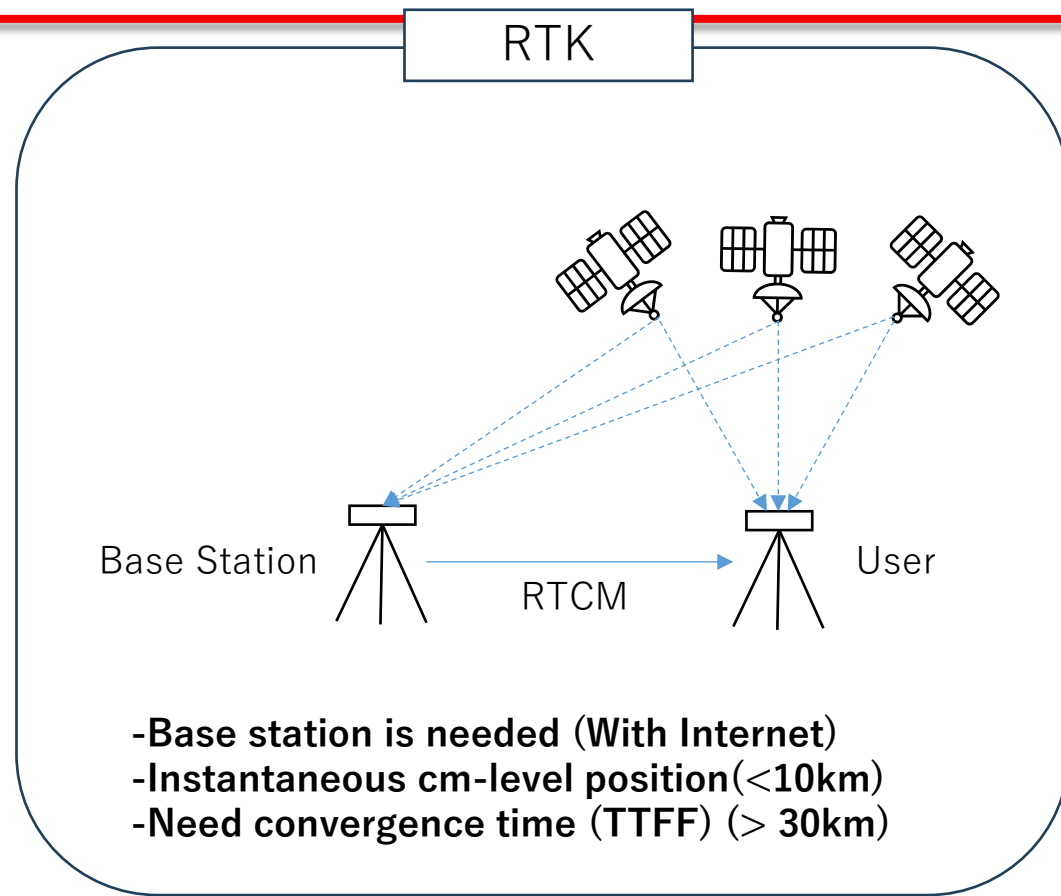 RTK
Base Station
User
RTCM
-Base station is needed (With Internet)
-Instantaneous cm-level position(<10km)
-Need convergence time (TTFF) (> 30km)